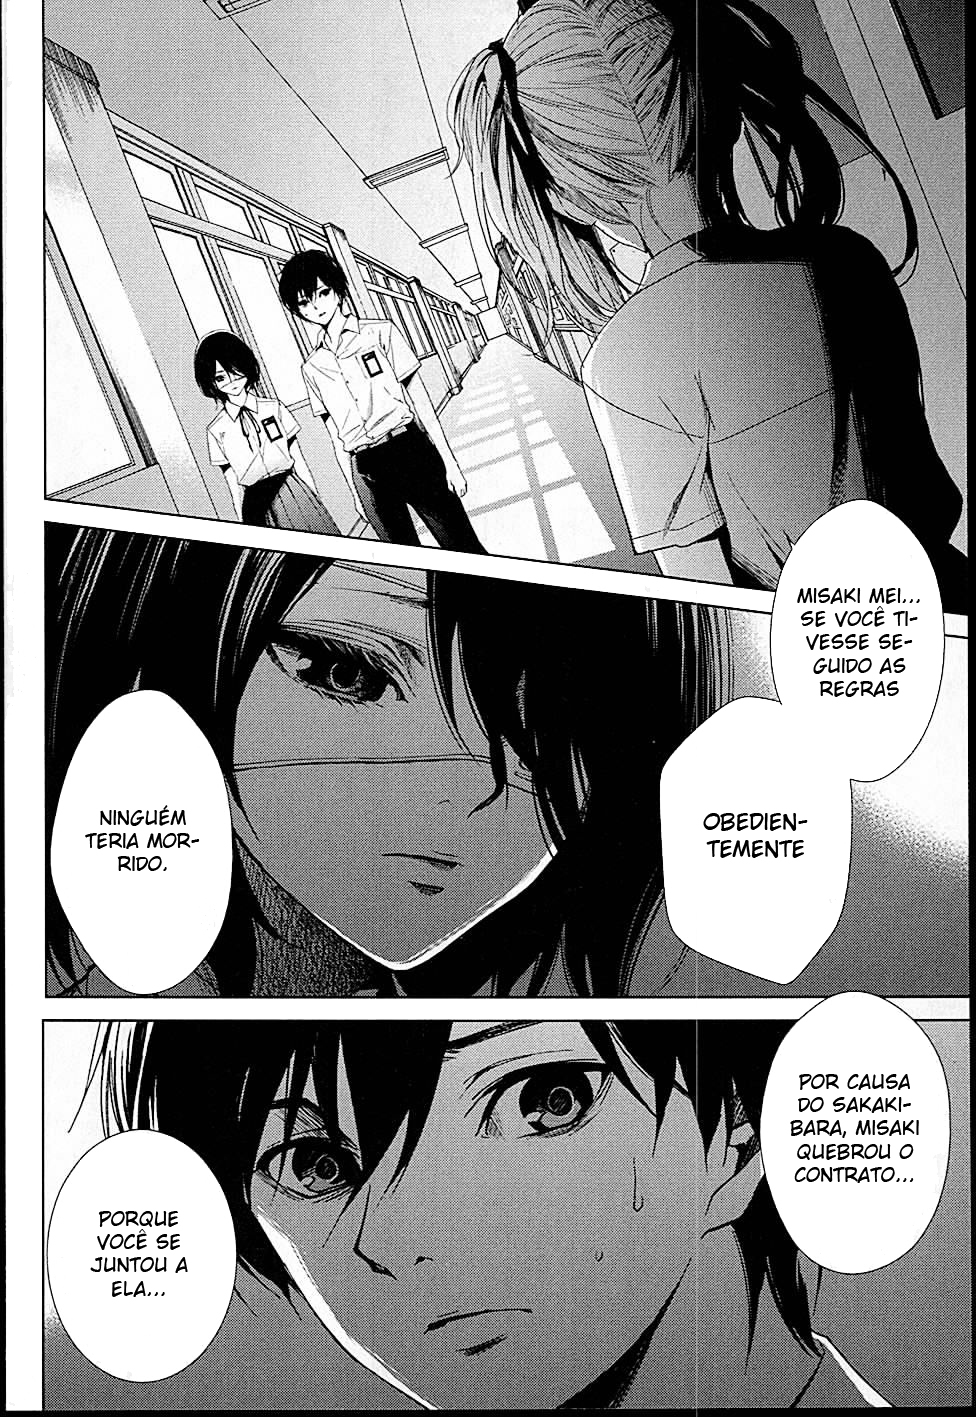 MISAKI MEI...
SE VOCÊ TI-
VESSE SE-
GUIDO AS
REGRAS
OBEDIEN-
TEMENTE
NINGUÉM
TERIA MOR-
RIDO.
POR CAUSA
DO SAKAKI-
BARA, MISAKI
QUEBROU O
CONTRATO...
PORQUE
VOCÊ SE
JUNTOU A
ELA...